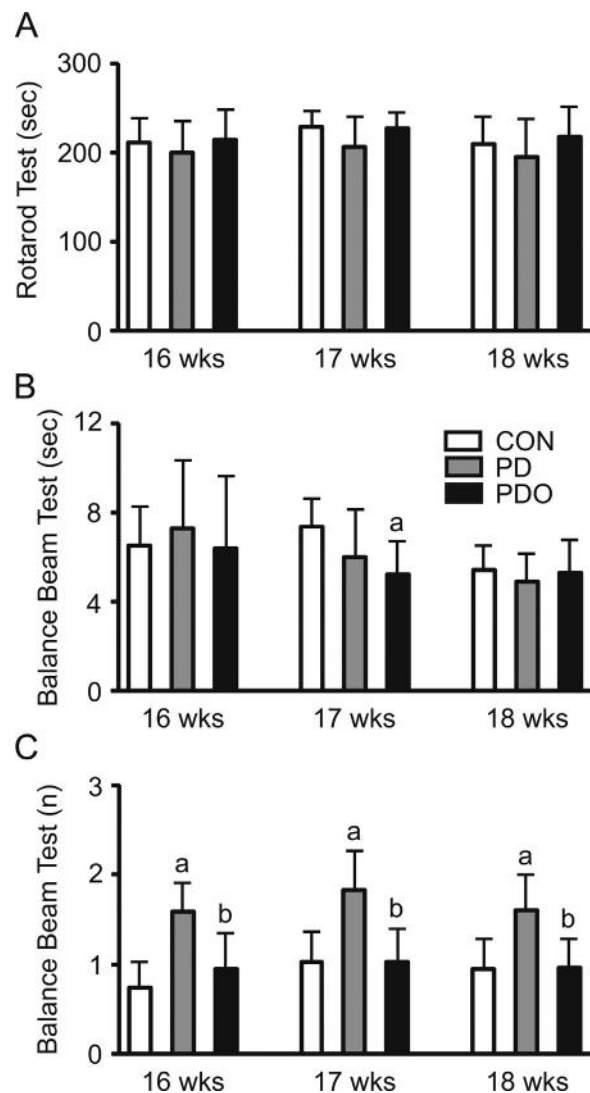 A
Rotarod Test (sec)
300
200
100
0
16 wks 17 wks 18 wks
B
Balance Beam Test (sec)
12
8
4
0
CON
PD
PDO
a
16 wks 17 wks 18 wks
C
Balance Beam Test (n)
3
2
1
0
a b a b a b
16 wks 17 wks 18 wks